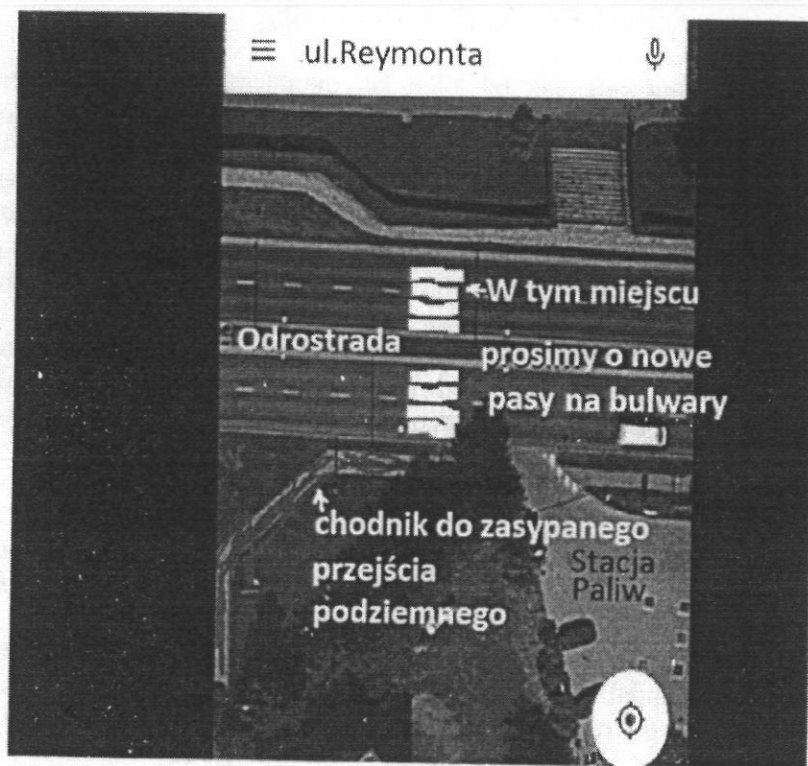 ul.Reymonta
W tym miejscu
Odrostrada
prosimy o nowe
pasy na bulwary
chodnik do zasypanego
przejścia
podziemnego
Stacja
Paliw